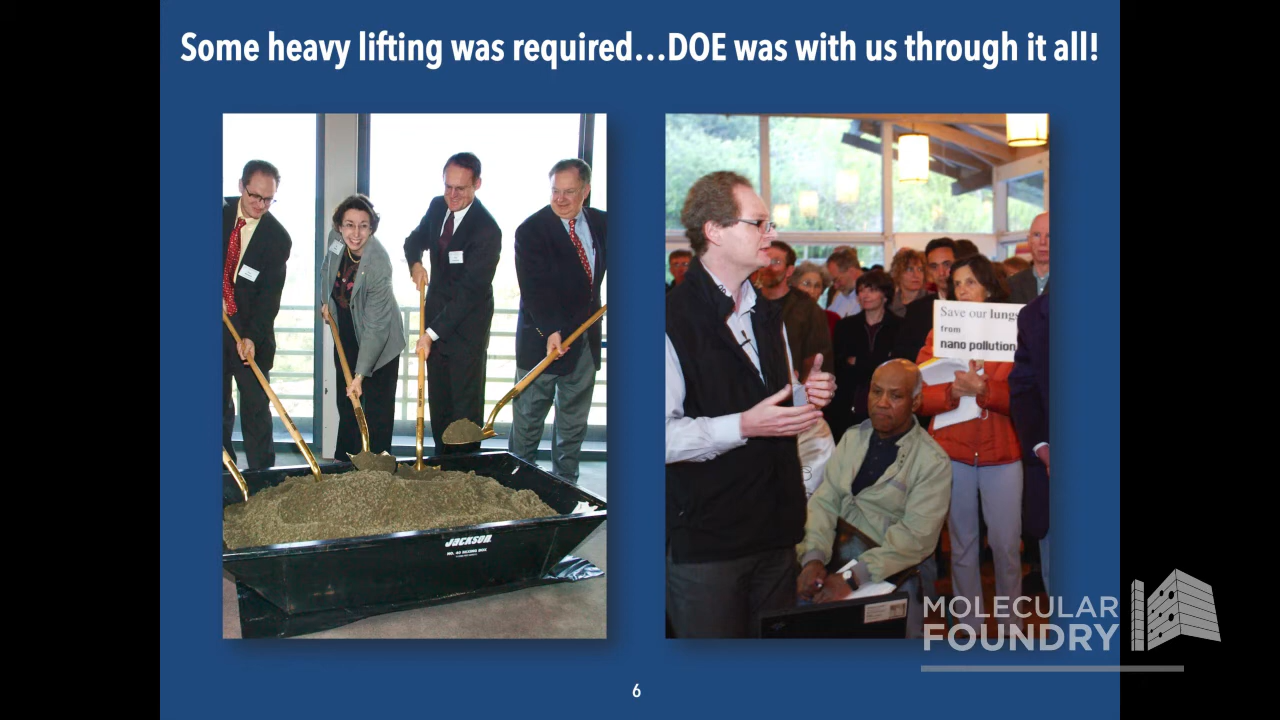 Some heavy lifting was required...DOE was with us through it all!
Jackson
Save our lungs
from
nano pollution
MOLECULAR
FOUNDRY
6